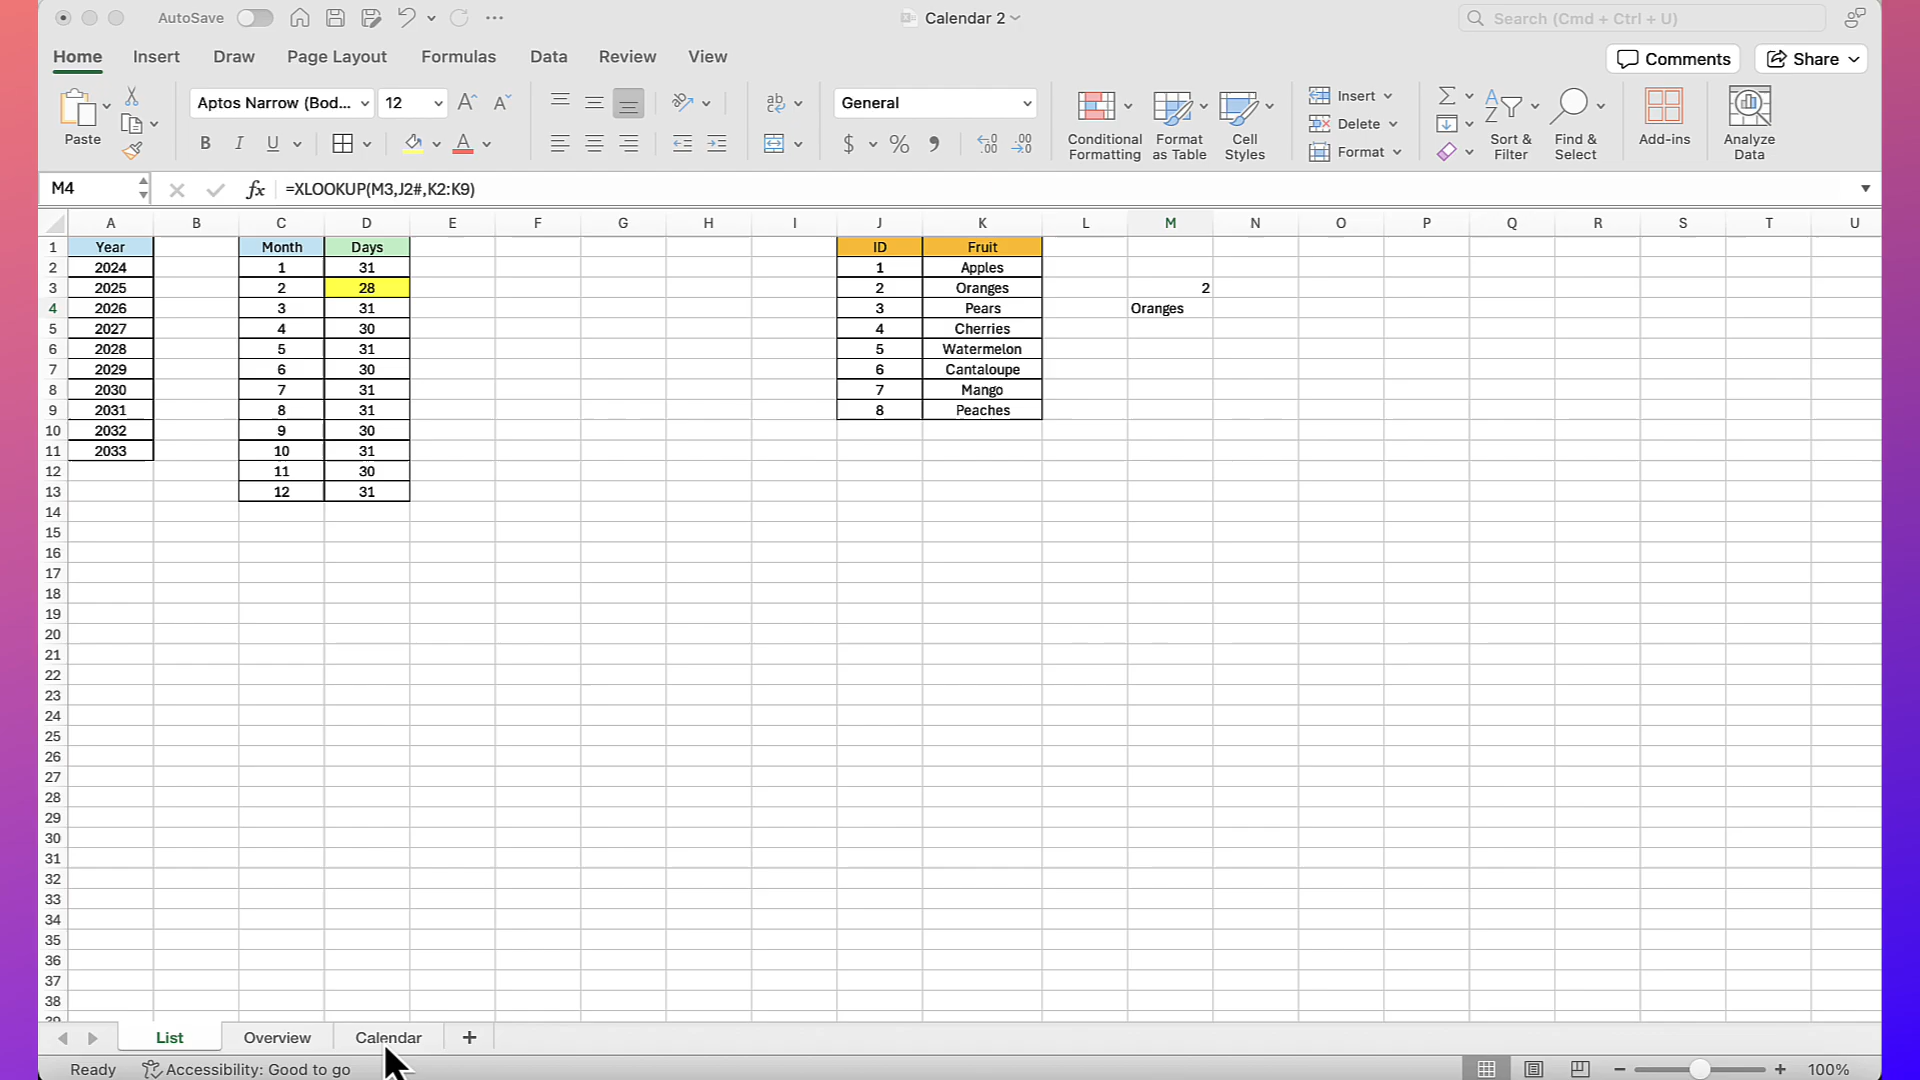 AutoSave
Calendar 2
Search (Cmd + Ctrl + U)
Home Insert Draw Page Layout Formulas Data Review View
Comments Share
Paste
Aptos Narrow (Bod... 12
General
Conditional Formatting
Format as Table
Cell Styles
Insert
Delete
Format
Sort & Filter
Find & Select
Add-ins
Analyze Data
M4 fx =XLOOKUP(M3,J2#,K2:K9)
A B C D E F G H I J K L M N O P Q R S T U
1 Year Month Days ID Fruit
2 2024 1 31 1 Apples
3 2025 2 28 2 Oranges 2
4 2026 3 31 3 Pears Oranges
5 2027 4 30 4 Cherries
6 2028 5 31 5 Watermelon
7 2029 6 30 6 Cantaloupe
8 2030 7 31 7 Mango
9 2031 8 31 8 Peaches
10 2032 9 30
11 2033 10 31
12 11 30
13 12 31
14
15
16
17
18
19
20
21
22
23
24
25
26
27
28
29
30
31
32
33
34
35
36
37
38
List Overview Calendar +
Ready Accessibility: Good to go 100%